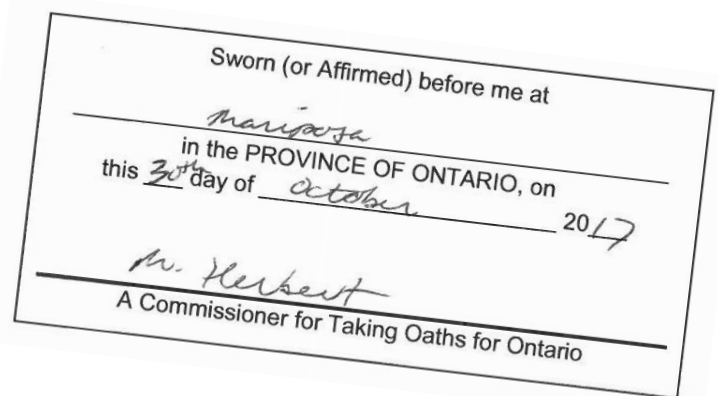 Sworn (or Affirmed) before me at
mariposa
in the PROVINCE OF ONTARIO, on
this 30th day of october 2017
M. Herbert
A Commissioner for Taking Oaths for Ontario